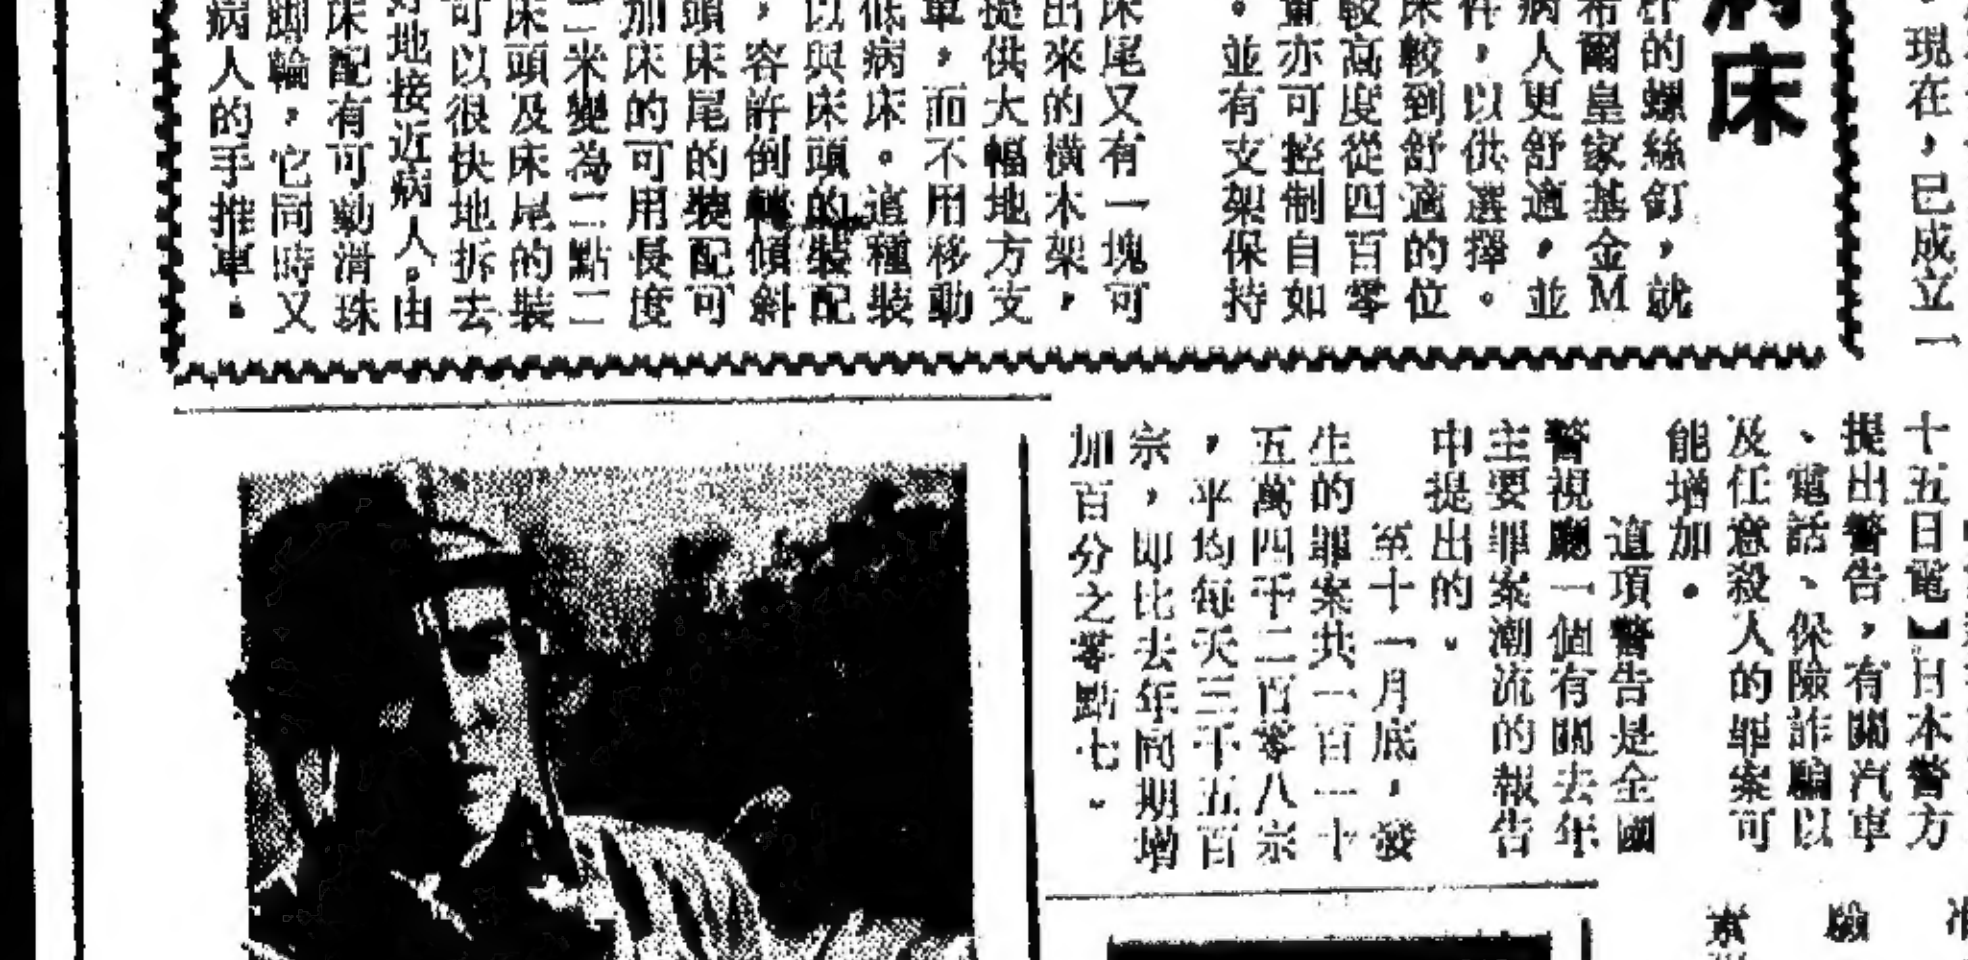 病床
杆的螺絲釘，就
希爾皇家基金M
病人更舒適，並
件，以供選擇。
床較到舒適的位
較高度從四百零
量亦可控制自如
。並有支架保持
床尾又有一塊可
出來的橫木架，
提供大幅地方支
車，而不用移動
低病床。這種裝
以與床頭的裝配
，容許倒轉傾斜
頭床尾的裝配可
加床的可用長度
二米變為二點二
床頭及床尾的裝
可以很快地拆去
好地接近病人。由
床配有可動滑珠
脚輪，它同時又
病人的手推車。
。現在，已成立一
十五日電】日本警方
提出警告，有關汽車
、電話、保險詐騙以
及任意殺人的罪案可
能增加。
這項警告是全國
警視廳一個有關去年
主要罪案潮流的報告
中提出的。
至十一月底，發
生的罪案共一百一十
五萬四千二百零八宗
，平均每天三千五百
宗，即比去年同期增
加百分之零點七。